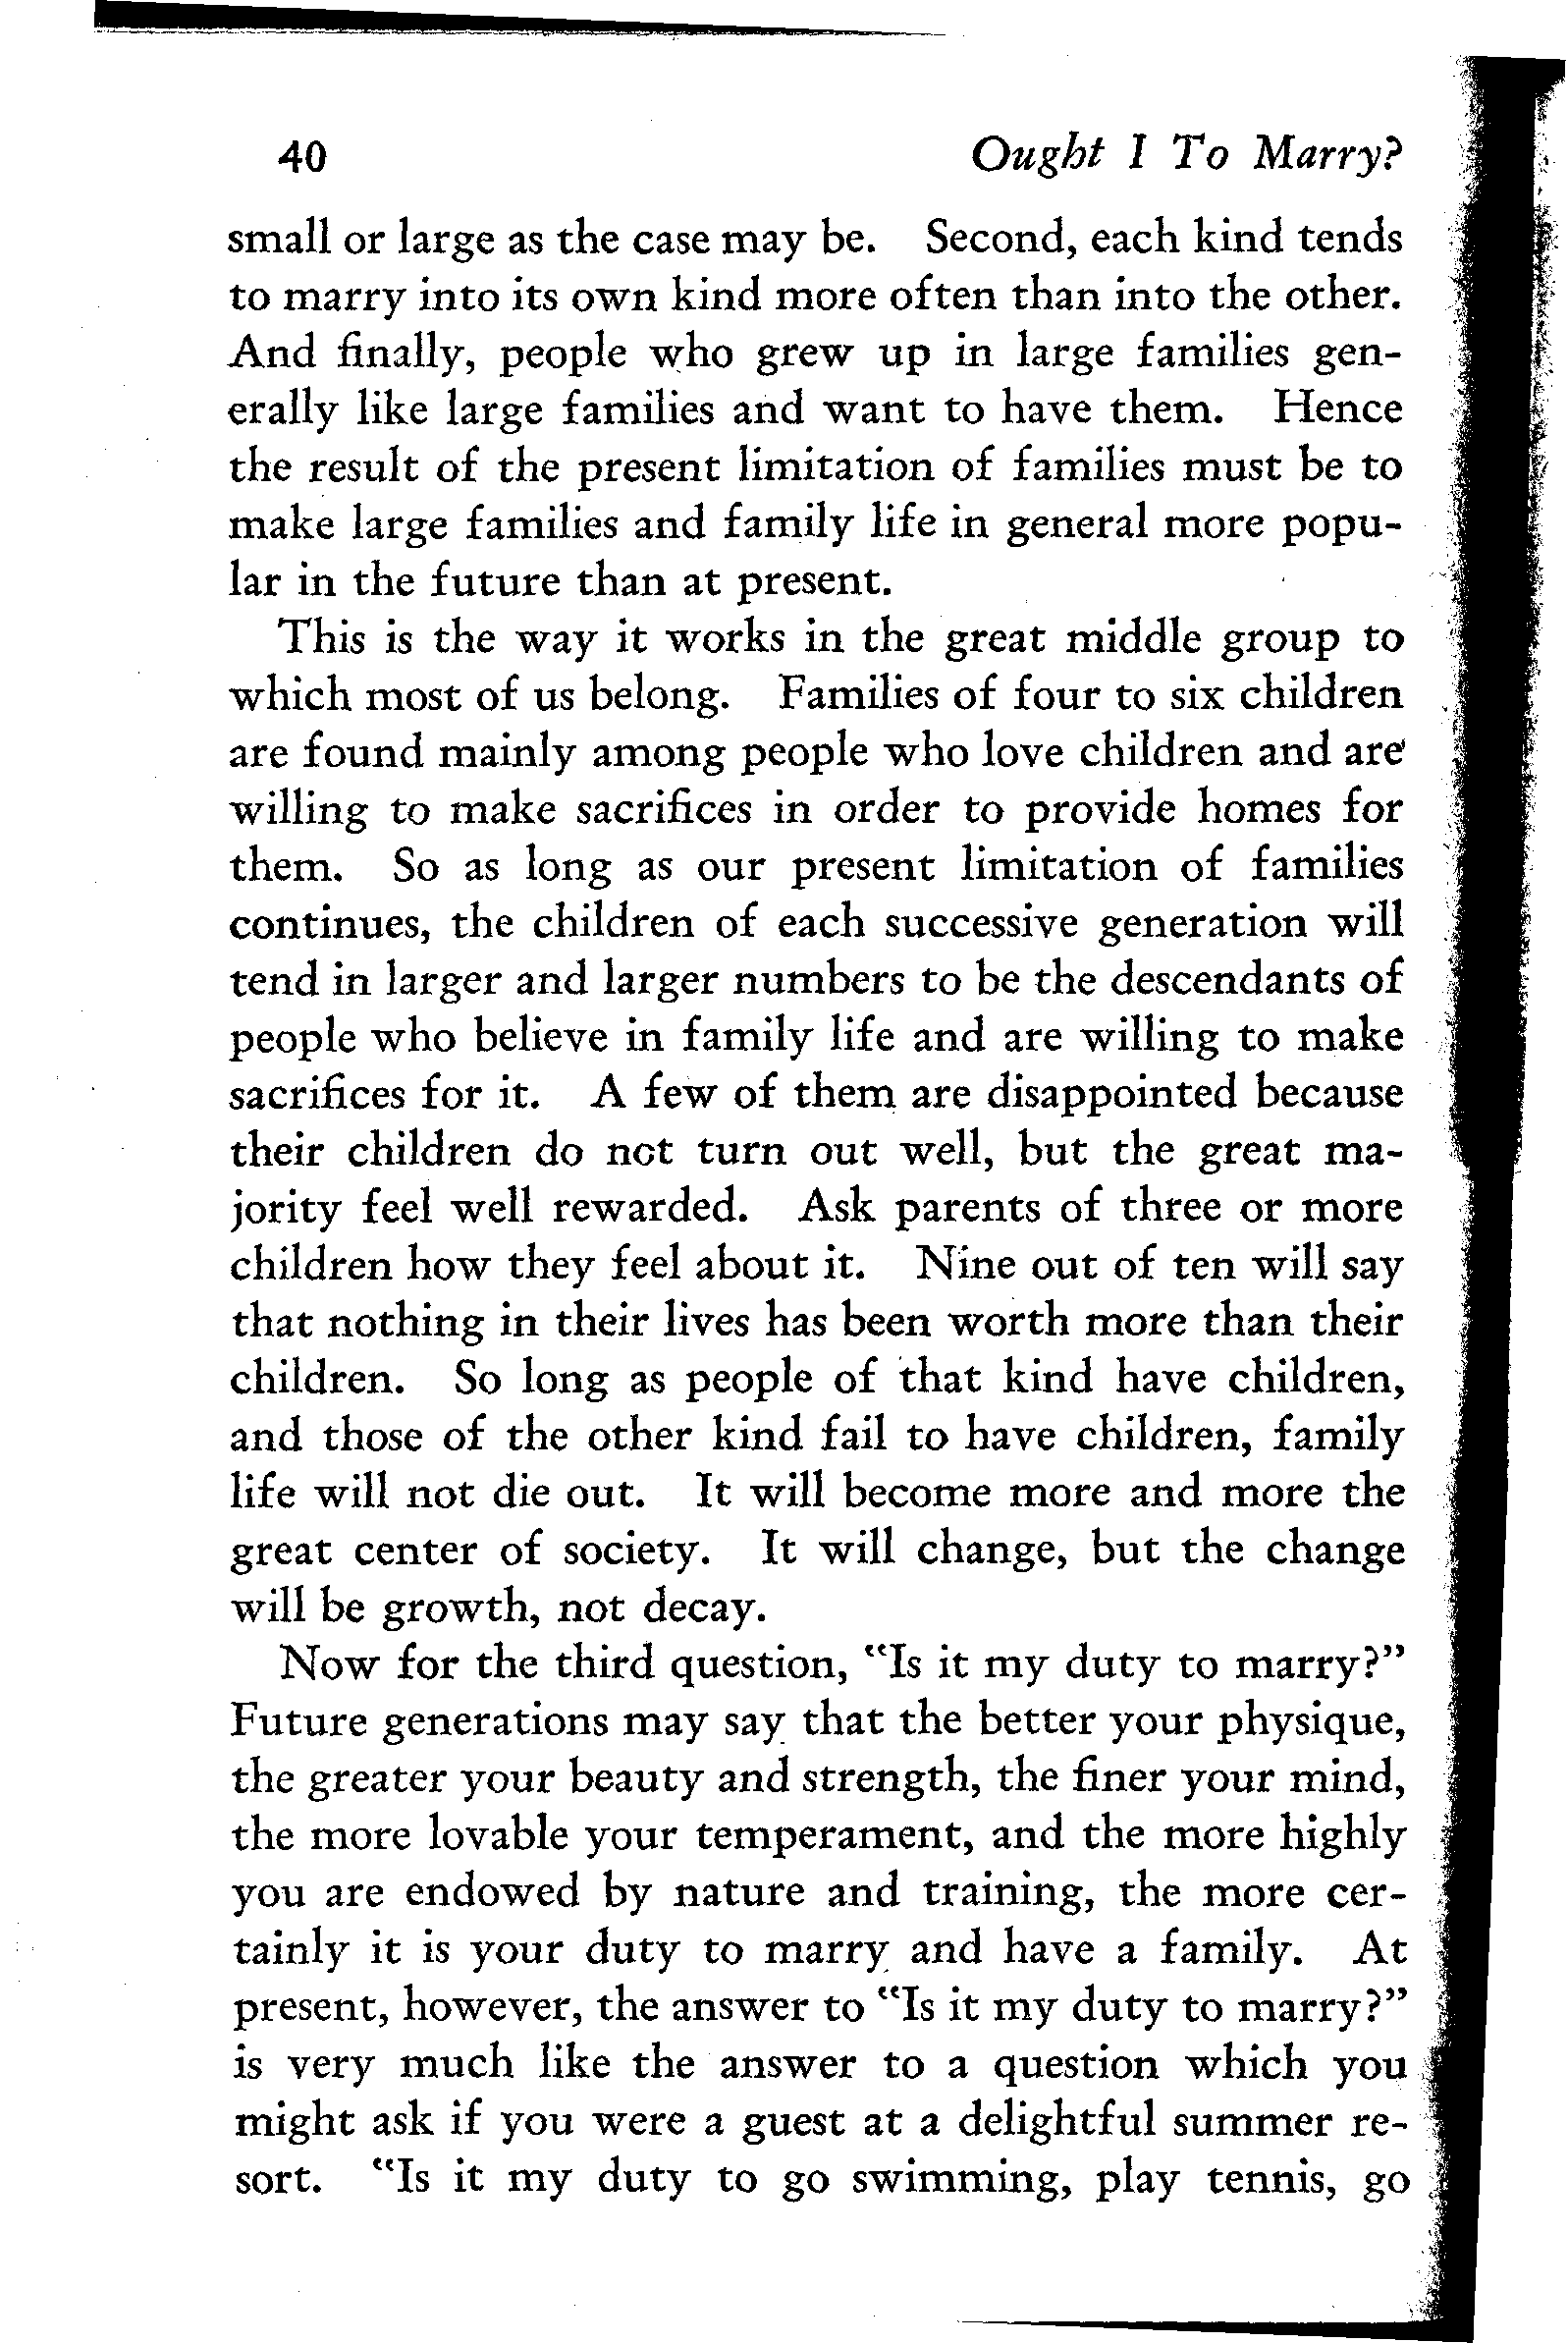 40 Ought I To Marry?
small or large as the case may be. Second, each kind tends
to marry into its own kind more often than into the other.
And finally, people who grew up in large families gen-
erally like large families and want to have them. Hence
the result of the present limitation of families must be to
make large families and family life in general more popu-
lar in the future than at present.
This is the way it works in the great middle group to
which most of us belong. Families of four to six children
are found mainly among people who love children and are
willing to make sacrifices in order to provide homes for
them. So as long as our present limitation of families
continues, the children of each successive generation will
tend in larger and larger numbers to be the descendants of
people who believe in family life and are willing to make
sacrifices for it. A few of them are disappointed because
their children do not turn out well, but the great ma-
jority feel well rewarded. Ask parents of three or more
children how they feel about it. Nine out of ten will say
that nothing in their lives has been worth more than their
children. So long as people of that kind have children,
and those of the other kind fail to have children, family
life will not die out. It will become more and more the
great center of society. It will change, but the change
will be growth, not decay.
Now for the third question, "Is it my duty to marry?"
Future generations may say that the better your physique,
the greater your beauty and strength, the finer your mind,
the more lovable your temperament, and the more highly
you are endowed by nature and training, the more cer-
tainly it is your duty to marry and have a family. At
present, however, the answer to "Is it my duty to marry?"
is very much like the answer to a question which you
might ask if you were a guest at a delightful summer re-
sort. "Is it my duty to go swimming, play tennis, go